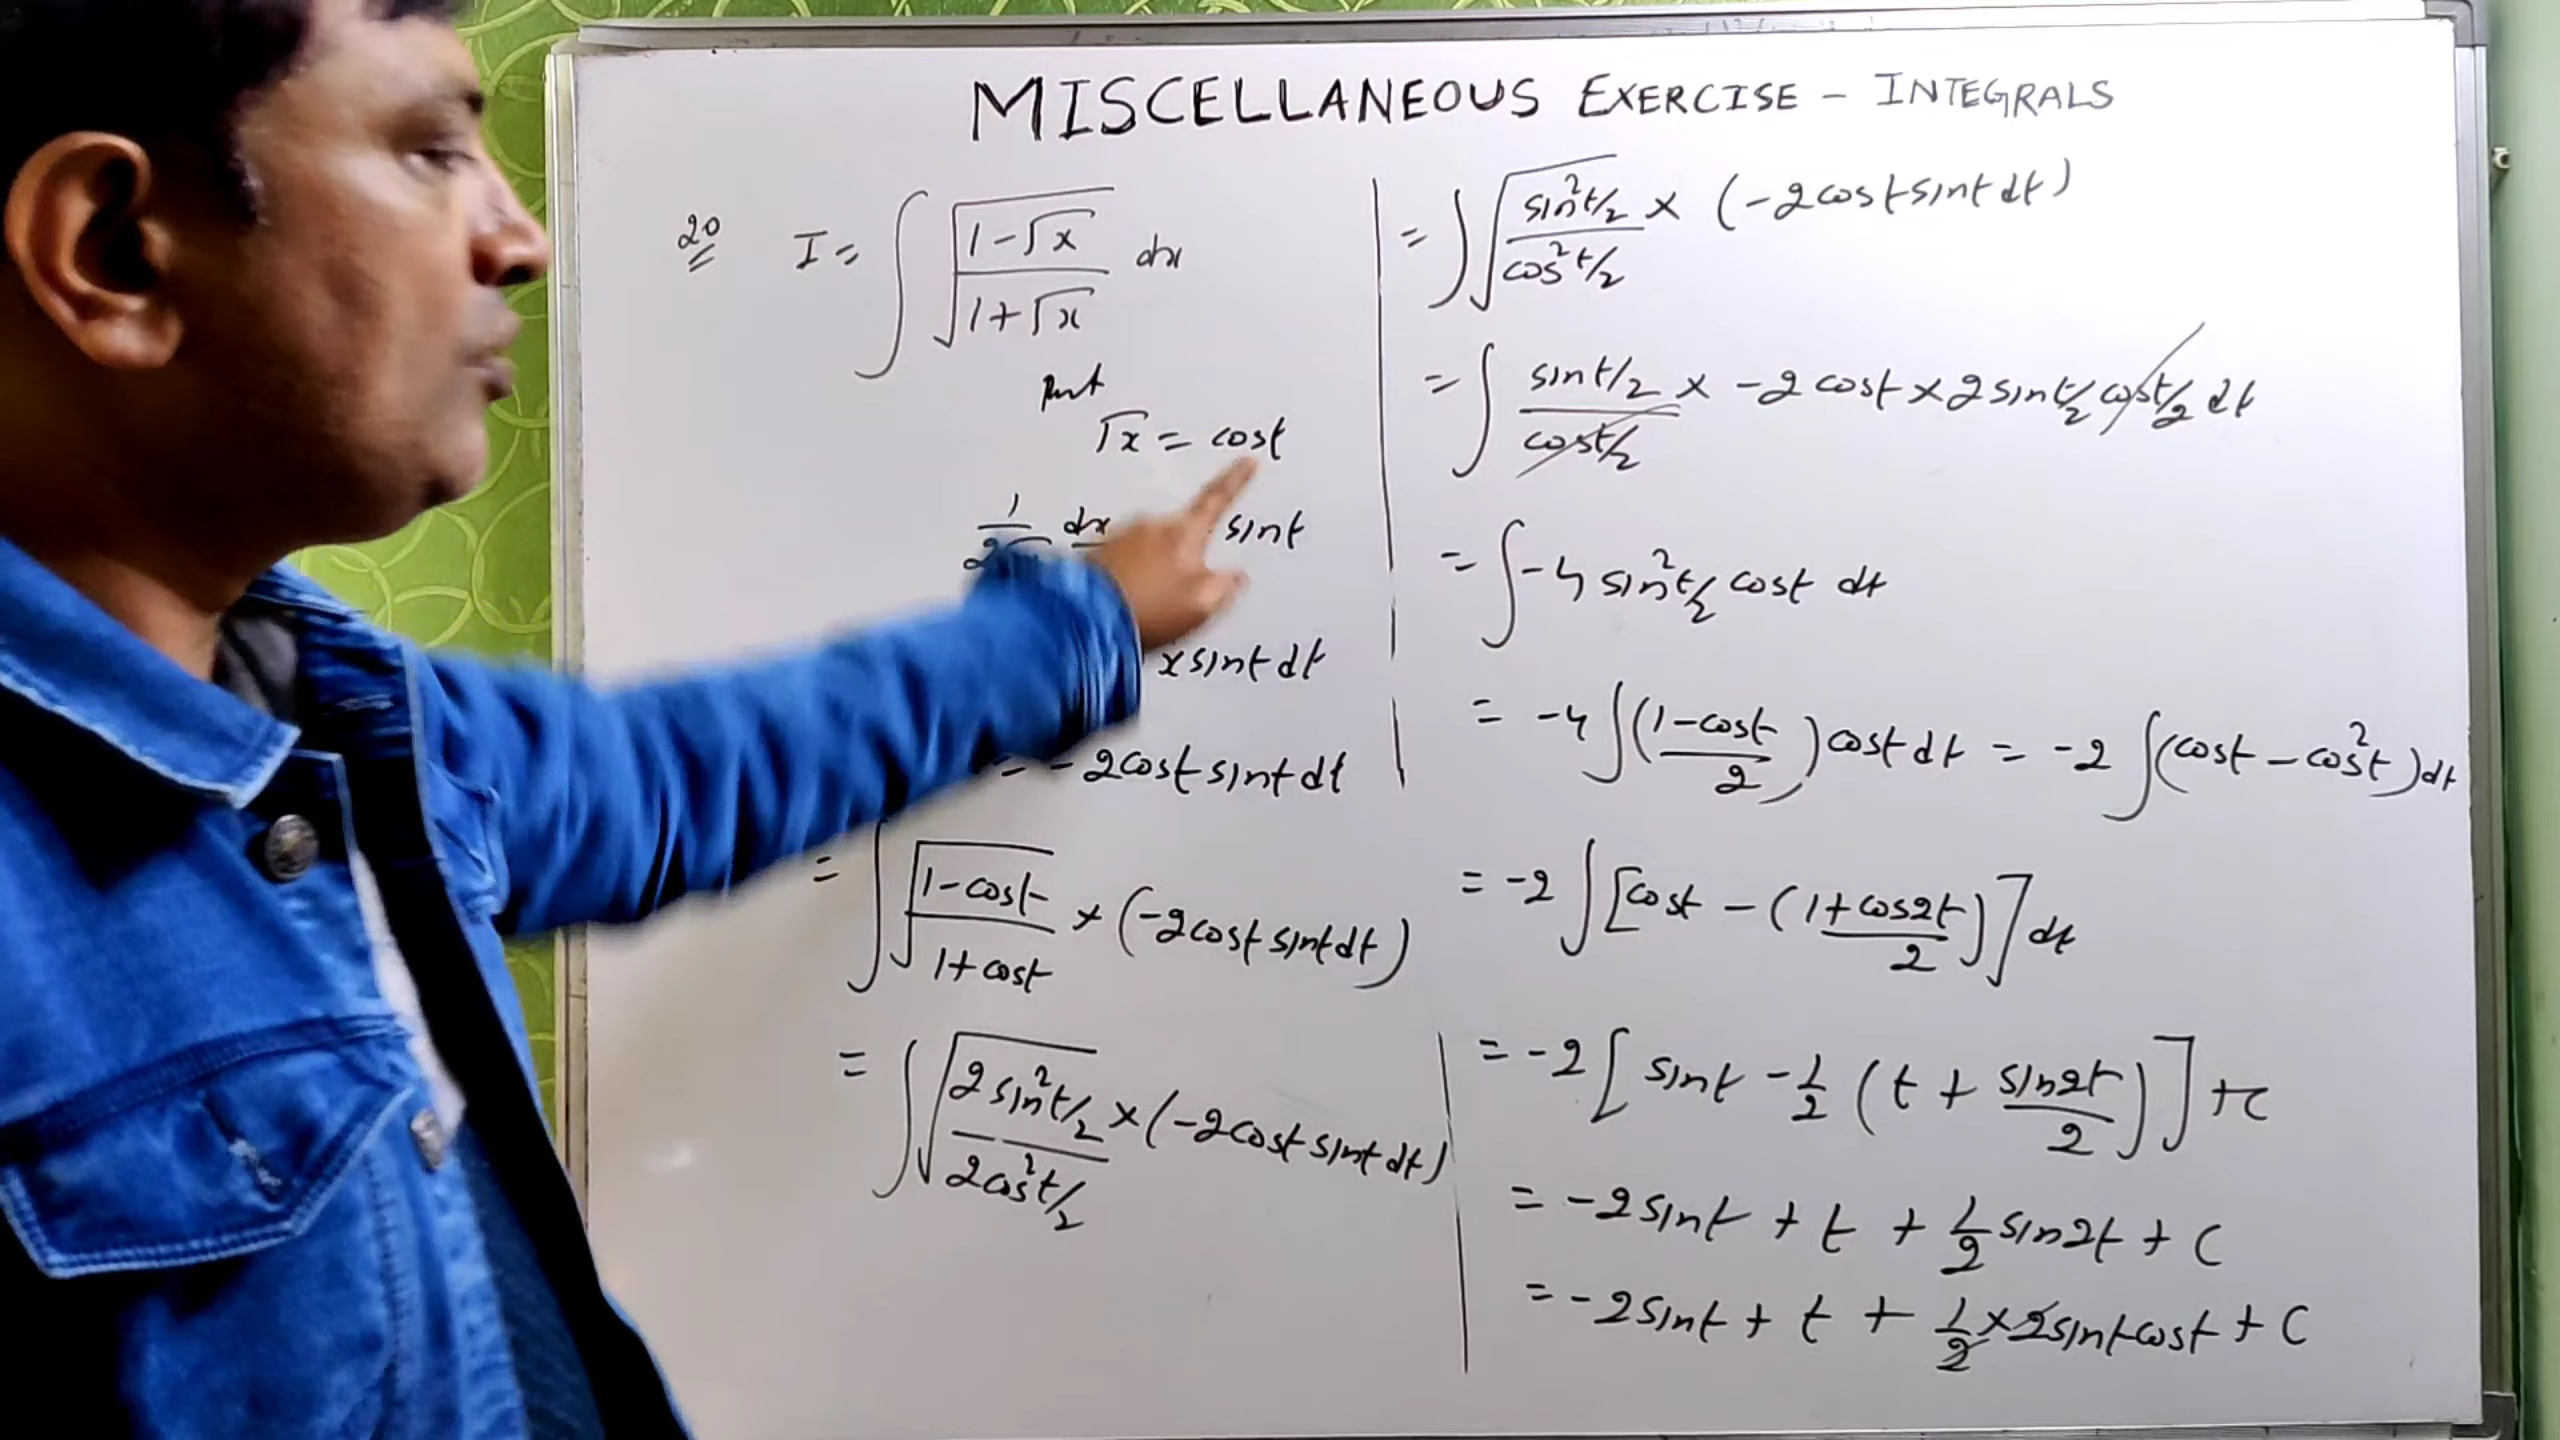 MISCELLANEOUS EXERCISE - INTEGRALS
20 I = ∫ √((1-√x)/(1+√x)) dx
Put
√x = cost
1/2 dx sint
x sint dt
= -2cost sint dt
= ∫ √((1-cost)/(1+cost)) × (-2cost sint dt)
= ∫ √((2sin²t/2)/(2cos²t/2)) × (-2cost sint dt)
= ∫ √((sin²t/2)/(cos²t/2)) × (-2cost sint dt)
= ∫ (sint/2)/(cost/2) × -2cost × 2sint/2 cost/2 dt
= ∫ -4 sin²t/2 cost dt
= -4 ∫ ((1-cost)/2) cost dt = -2 ∫ (cost - cos²t) dt
= -2 ∫ [cost - ((1+cos2t)/2)] dt
= -2 [sint - 1/2 (t + sin2t/2)] + C
= -2sint + t + 1/2 sin2t + C
= -2sint + t + 1/2 × 2sint cost + C